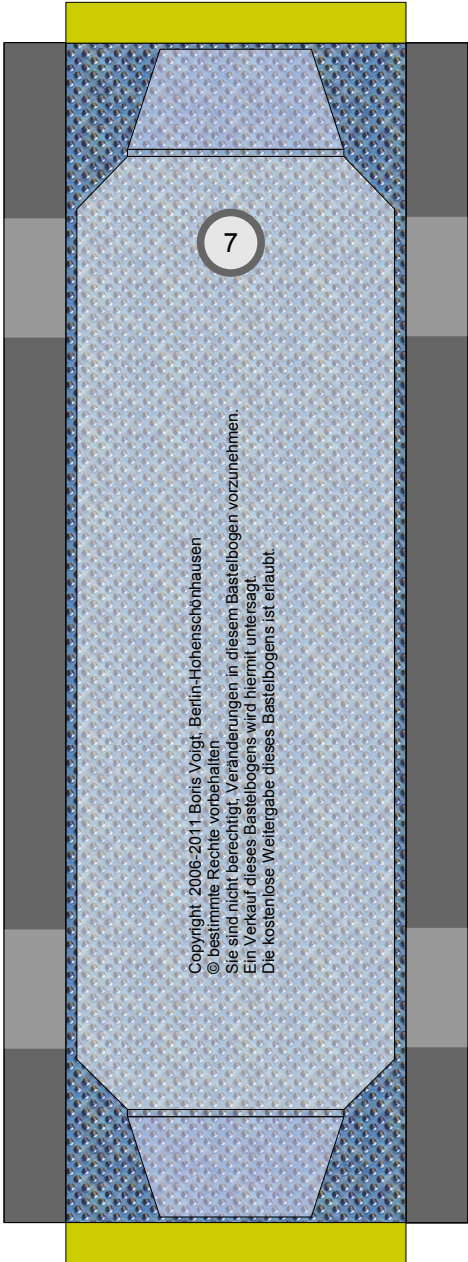 7
Copyright  2006-2011 Boris Voigt, Berlin-Hohenschönhausen
© bestimmte Rechte vorbehalten
Sie sind nicht berechtigt, Veränderungen in diesem Bastelbogen vorzunehmen.
Ein Verkauf dieses Bastelbogens wird hiermit untersagt.
Die kostenlose Weitergabe dieses Bastelbogens ist erlaubt.